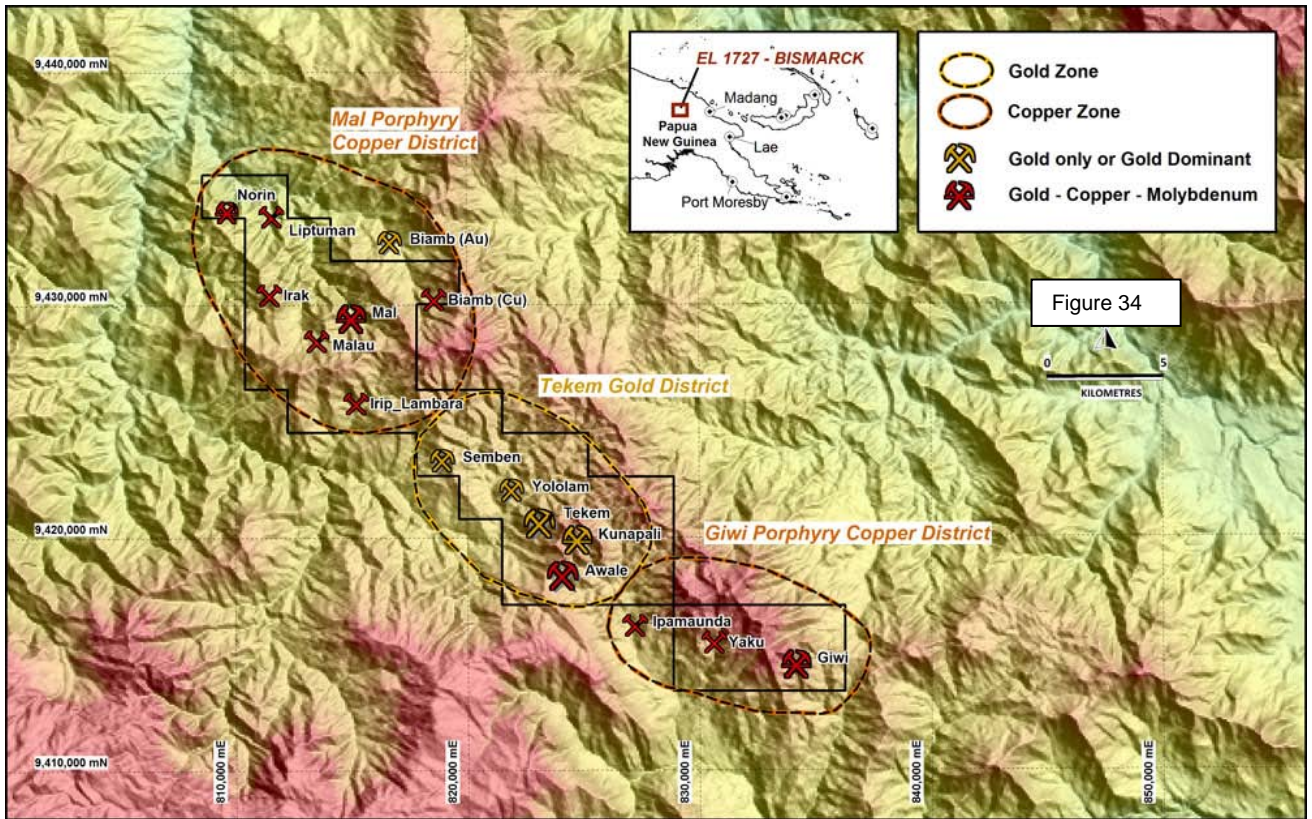 9,440,000 mN
Mal Porphyry
Copper District
EL 1727 - BISMARCK
Madang
Papua
New Guinea
Lae
Port Moresby
Gold Zone
Copper Zone
Gold only or Gold Dominant
Gold - Copper - Molybdenum
Norin
Liptuman
Biamb (Au)
9,430,000 mN
Irak
Mal
Biamb (Cu)
Malau
Figure 34
0 5
KILOMETRES
Tekem Gold District
Irip_Lambara
Semben
Yololam
Tekem
9,420,000 mN
Kunapali
Giwi Porphyry Copper District
Awale
Ipamaunda
Yaku
Giwi
9,410,000 mN
810,000 mE
820,000 mE
830,000 mE
840,000 mE
850,000 mE